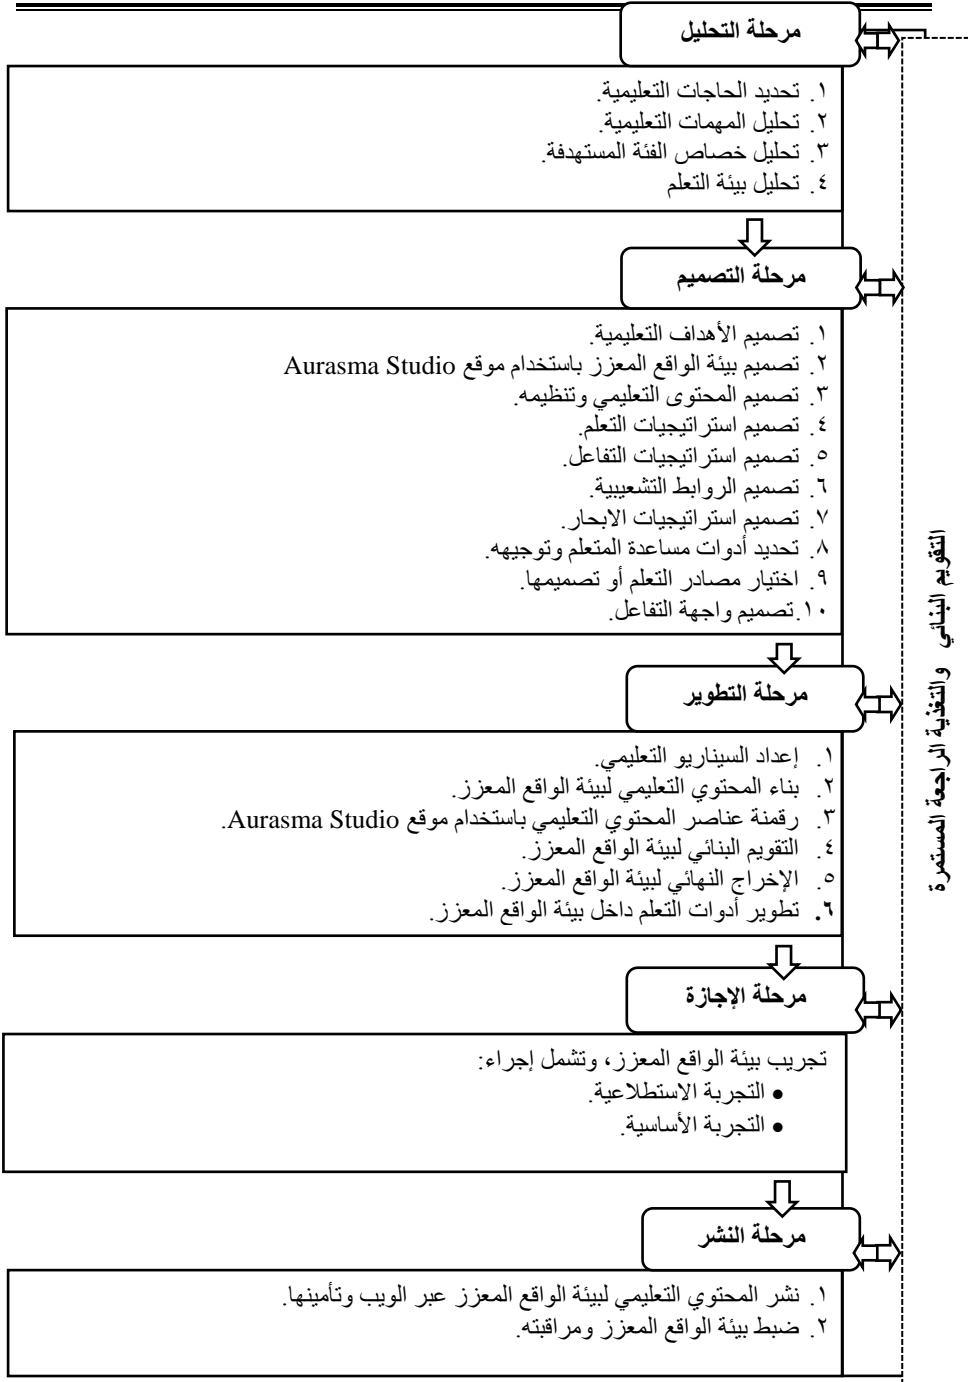 مرحلة التحليل
١. تحديد الحاجات التعليمية.
٢. تحليل المهمات التعليمية.
٣. تحليل خصاص الفئة المستهدفة.
٤. تحليل بيئة التعلم
مرحلة التصميم
١. تصميم الأهداف التعليمية.
٢. تصميم بيئة الواقع المعزز باستخدام موقع Aurasma Studio
٣. تصميم المحتوى التعليمي وتنظيمه.
٤. تصميم استراتيجيات التعلم.
٥. تصميم استراتيجيات التفاعل.
٦. تصميم الروابط التشعيبية.
٧. تصميم استراتيجيات الابحار.
٨. تحديد أدوات مساعدة المتعلم وتوجيهه.
٩. اختيار مصادر التعلم أو تصميمها.
١٠.تصميم واجهة التفاعل.
مرحلة التطوير
١. إعداد السيناريو التعليمي.
٢. بناء المحتوي التعليمي لبيئة الواقع المعزز.
٣. رقمنة عناصر المحتوي التعليمي باستخدام موقع Aurasma Studio.
٤. التقويم البنائي لبيئة الواقع المعزز.
٥. الإخراج النهائي لبيئة الواقع المعزز.
٦. تطوير أدوات التعلم داخل بيئة الواقع المعزز.
مرحلة الإجازة
تجريب بيئة الواقع المعزز، وتشمل إجراء:
• التجربة الاستطلاعية.
• التجربة الأساسية.
مرحلة النشر
١. نشر المحتوي التعليمي لبيئة الواقع المعزز عبر الويب وتأمينها.
٢. ضبط بيئة الواقع المعزز ومراقبته.
التقويم البنائي والتغذية الراجعة المستمرة